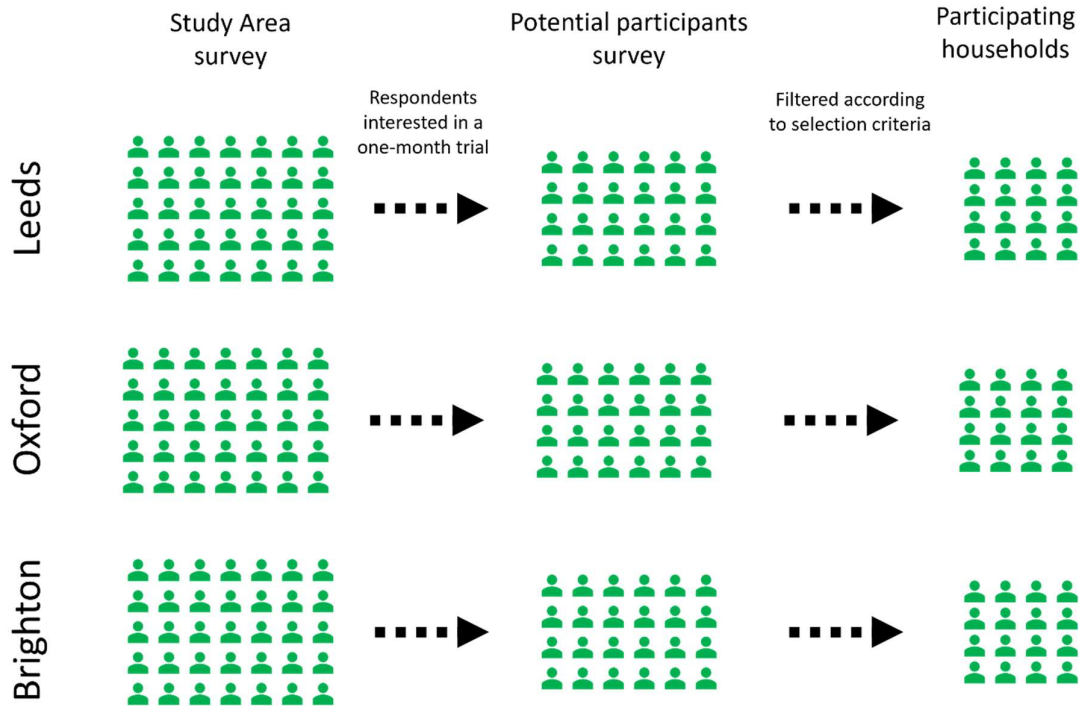 Study Area
survey
Potential participants
survey
Participating
households
Respondents
interested in a
one-month trial
Filtered according
to selection criteria
Leeds
Oxford
Brighton